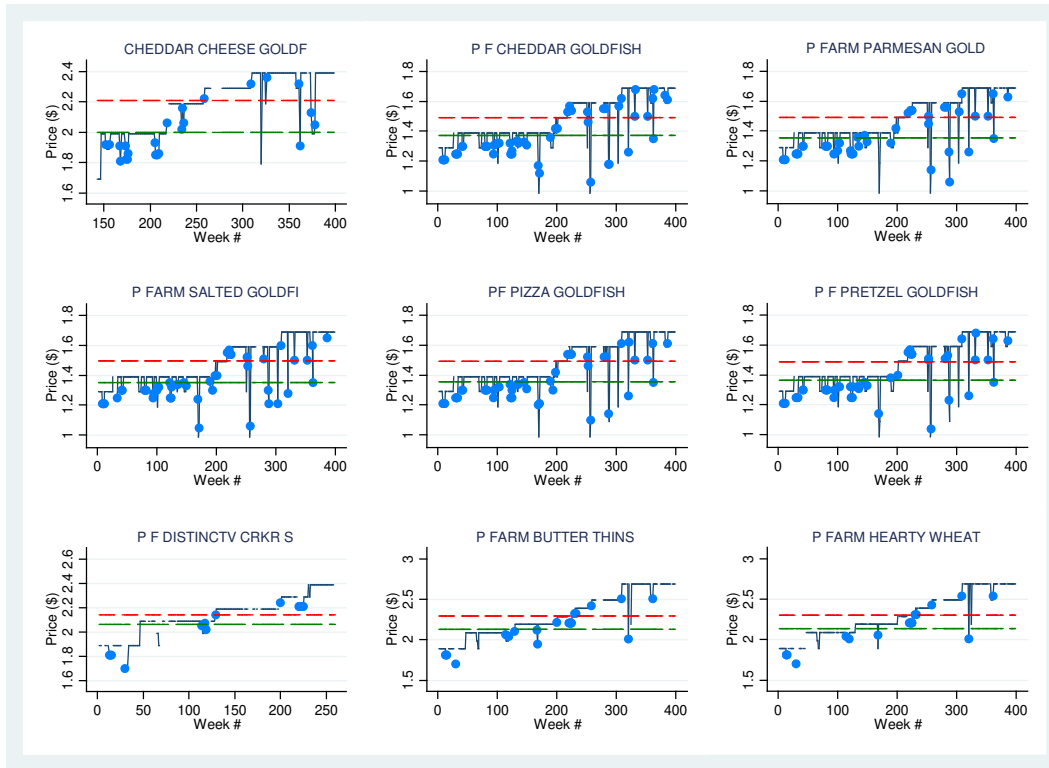 CHEDDAR CHEESE GOLDF
Price ($)
1.6 1.8 2 2.2 2.4
150 200 250 300 350 400
Week #
P F CHEDDAR GOLDFISH
Price ($)
1 1.2 1.4 1.6 1.8
0 100 200 300 400
Week #
P FARM PARMESAN GOLD
Price ($)
1 1.2 1.4 1.6 1.8
0 100 200 300 400
Week #
P FARM SALTED GOLDFI
Price ($)
1 1.2 1.4 1.6 1.8
0 100 200 300 400
Week #
PF PIZZA GOLDFISH
Price ($)
1 1.2 1.4 1.6 1.8
0 100 200 300 400
Week #
P F PRETZEL GOLDFISH
Price ($)
1 1.2 1.4 1.6 1.8
0 100 200 300 400
Week #
P F DISTINCTV CRKR S
Price ($)
1.6 1.8 2 2.2 2.4 2.6
0 50 100 150 200 250
Week #
P FARM BUTTER THINS
Price ($)
1.5 2 2.5 3
0 100 200 300 400
Week #
P FARM HEARTY WHEAT
Price ($)
1.5 2 2.5 3
0 100 200 300 400
Week #